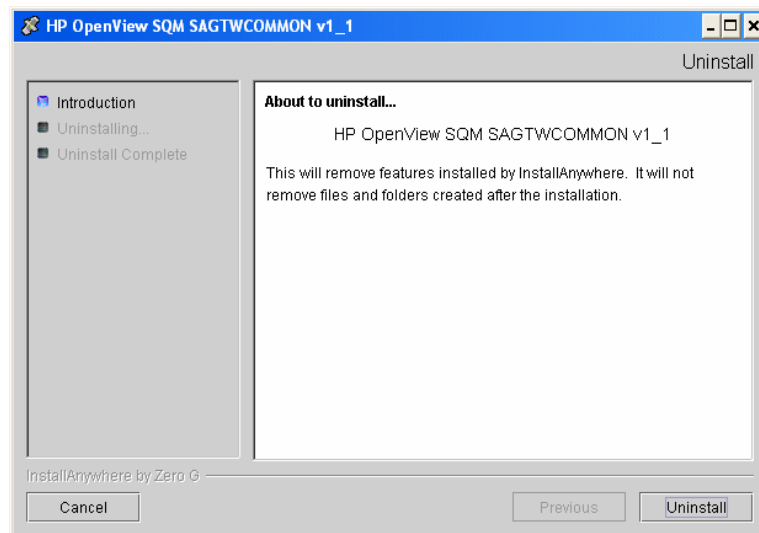 HP OpenView SQM SAGTWCOMMON v1_1
Uninstall
Introduction
Uninstalling...
Uninstall Complete
About to uninstall...
HP OpenView SQM SAGTWCOMMON v1_1
This will remove features installed by InstallAnywhere. It will not
remove files and folders created after the installation.
InstallAnywhere by Zero G
Cancel
Previous
Uninstall